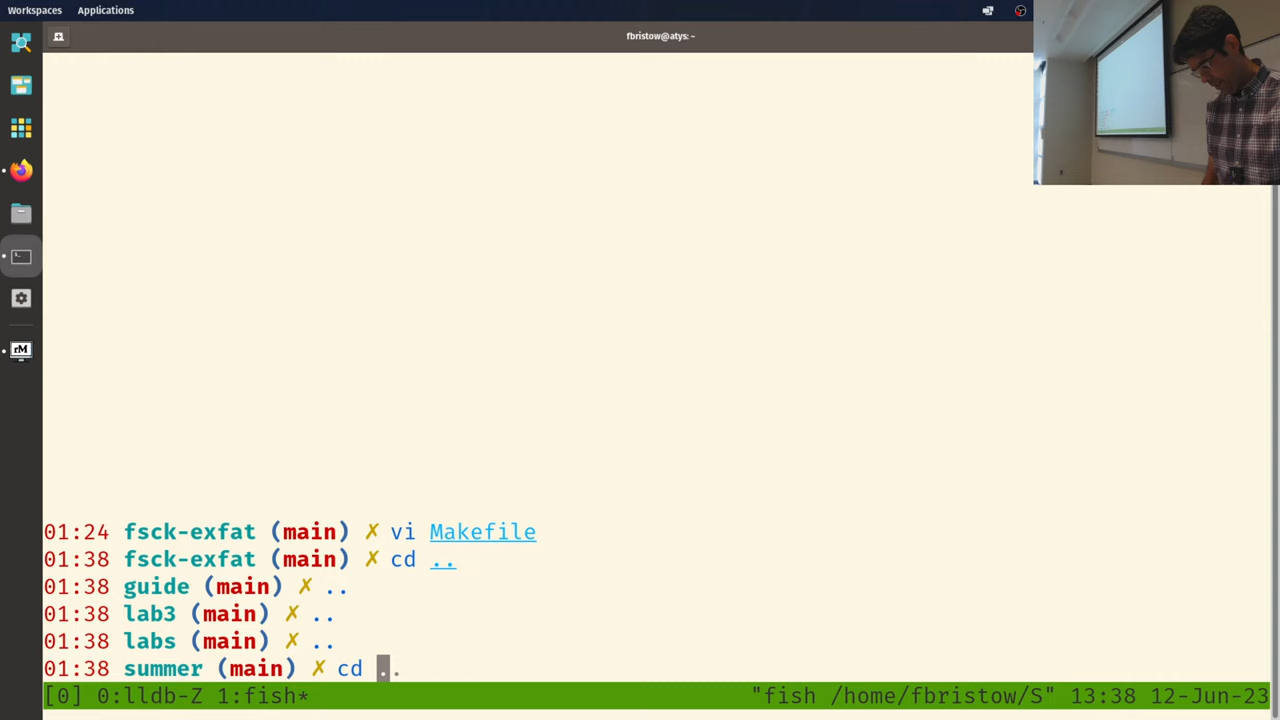 Workspaces Applications
fbristow@atys: ~
rM
01:24 fsck-exfat (main) ✗ vi Makefile
01:38 fsck-exfat (main) ✗ cd ..
01:38 guide (main) ✗ ..
01:38 lab3 (main) ✗ ..
01:38 labs (main) ✗ ..
01:38 summer (main) ✗ cd ..
[0] 0:lldb-Z 1:fish* "fish /home/fbristow/S" 13:38 12-Jun-23